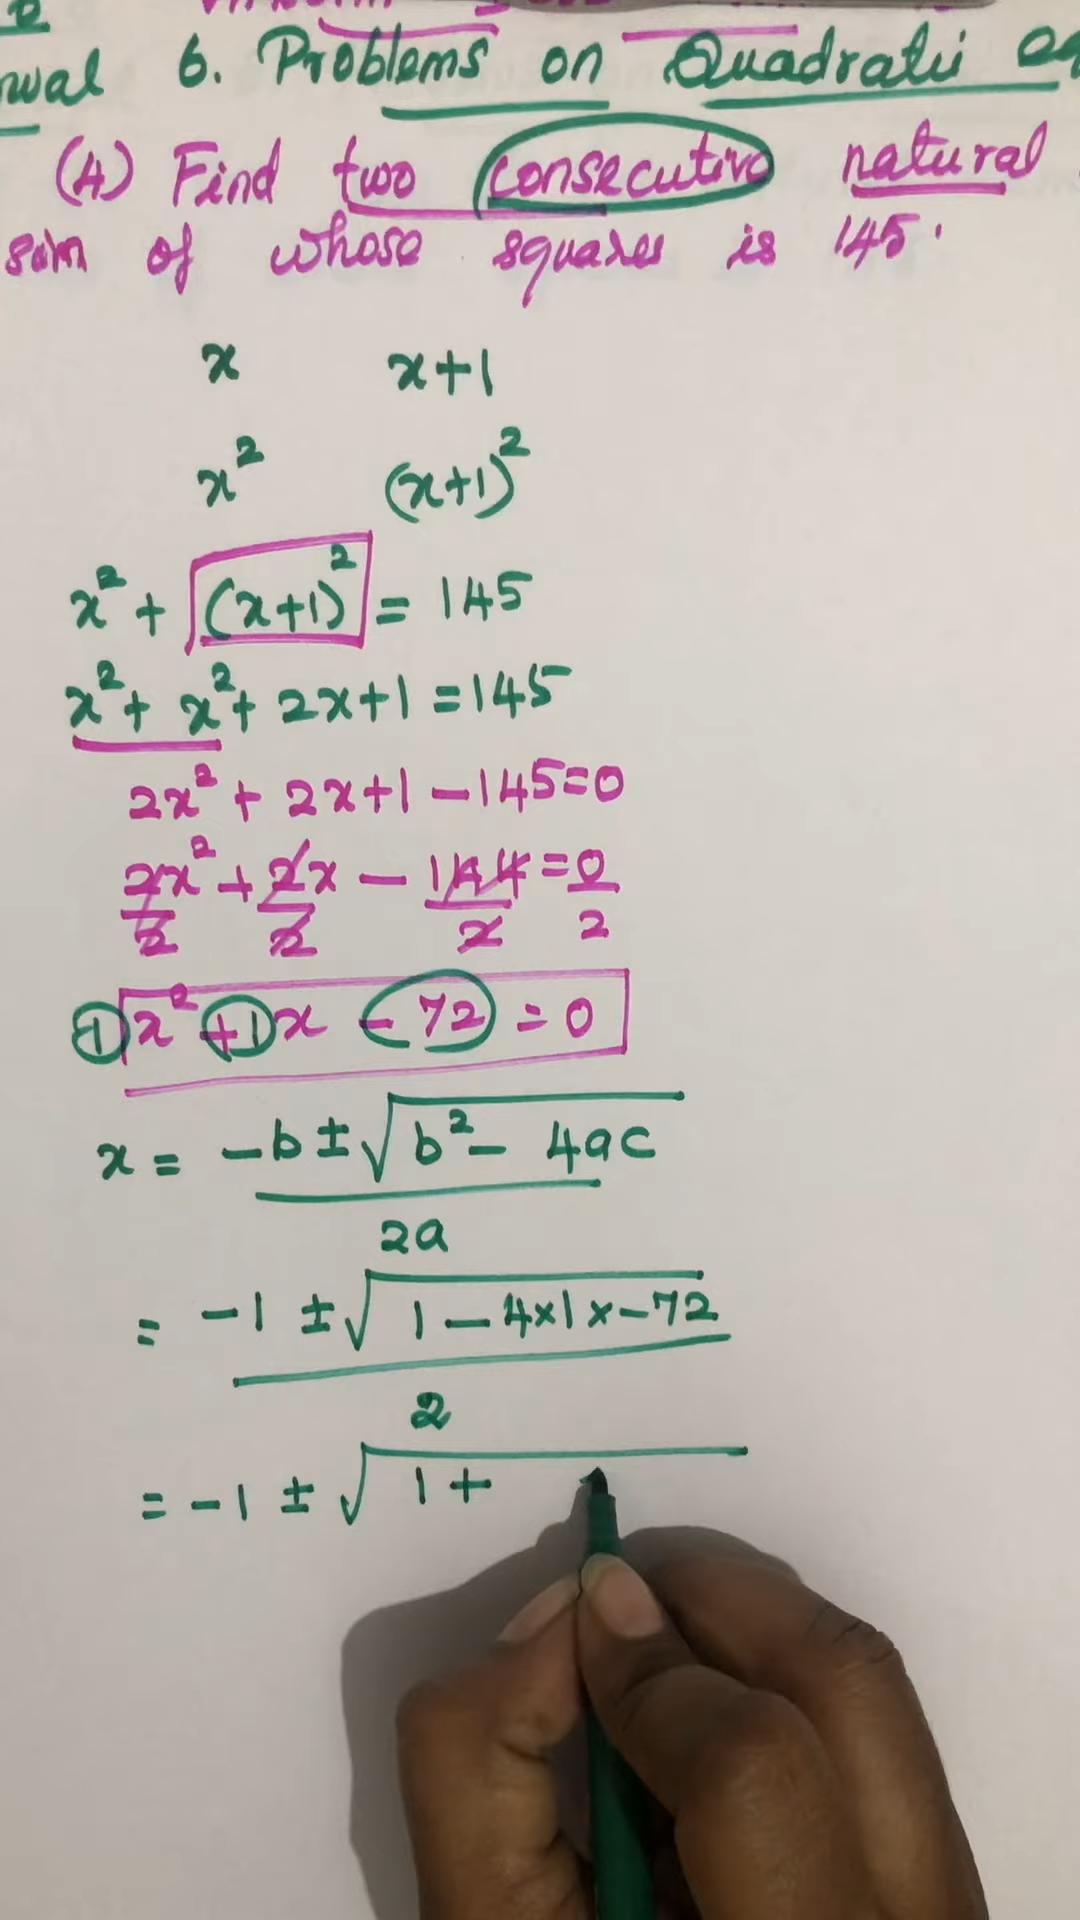 6. Problems on Quadratic
(4) Find two consecutive natural
sum of whose squares is 145.
x x+1
x² (x+1)²
x² + (x+1)² = 145
x² + x² + 2x+1 = 145
2x² + 2x+1 – 145=0
2x²/2 + 2x/2 – 144/2 = 0/2
1 x² +1 x – 72 = 0
x = (–b ± √(b² – 4ac))/2a
= (–1 ± √(1 – 4×1×–72))/2
= –1 ± √(1 +